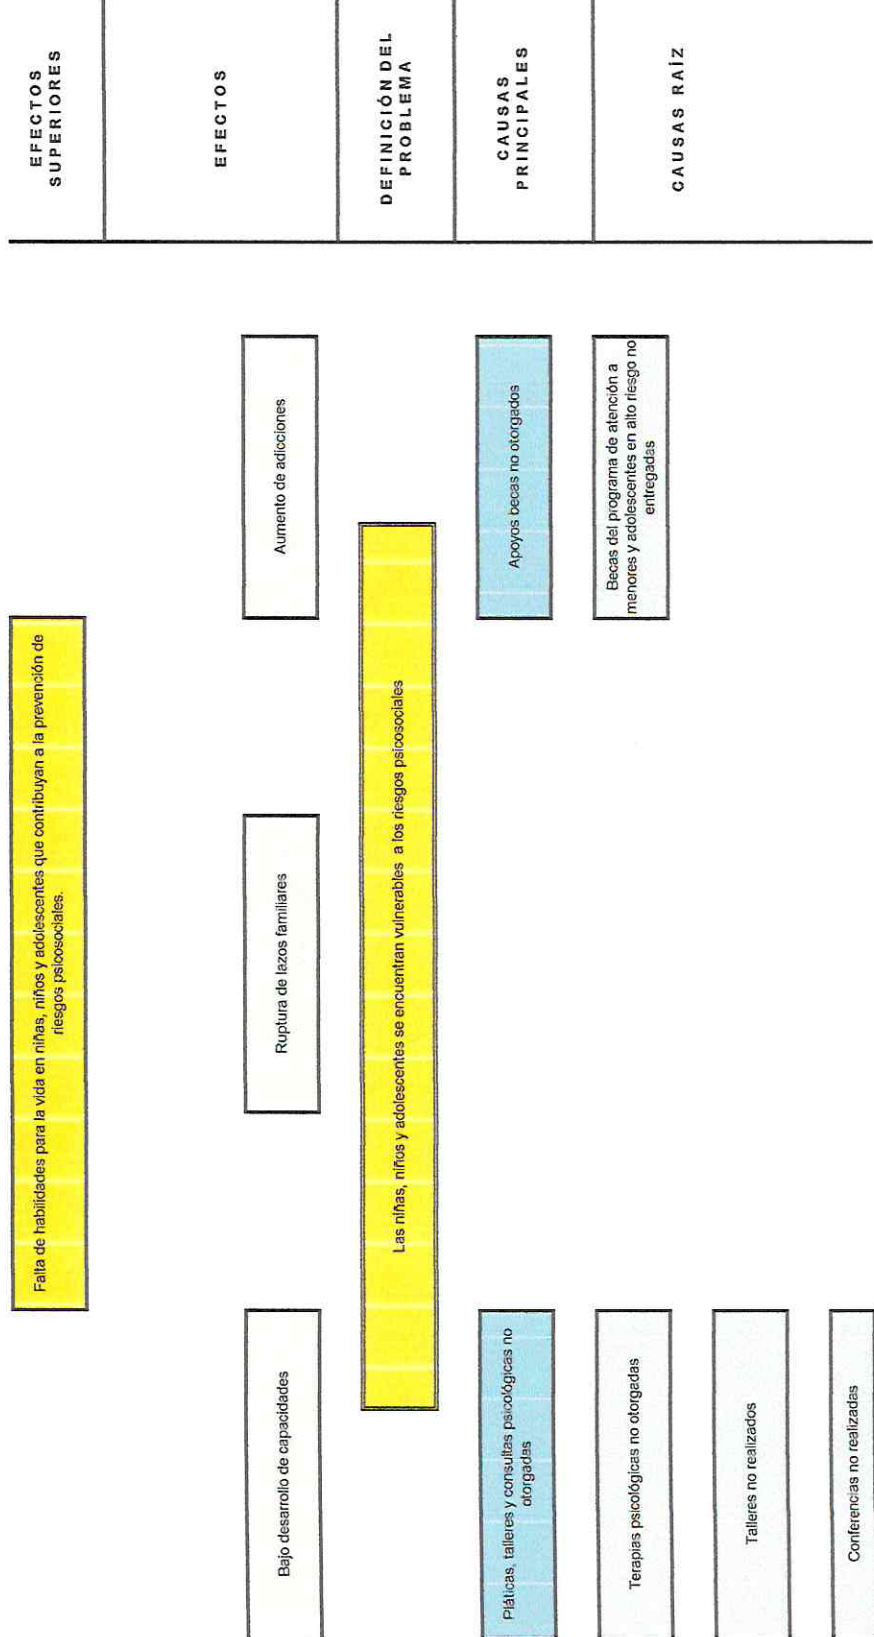 EFECTOS
SUPERIORES
Falta de habilidades para la vida en niñas, niños y adolescentes que contribuyan a la prevención de
riesgos psicosociales.
EFECTOS
Bajo desarrollo de capacidades
Ruptura de lazos familiares
Aumento de adicciones
DEFINICIÓN DEL
PROBLEMA
Las niñas, niños y adolescentes se encuentran vulnerables a los riesgos psicosociales
CAUSAS
PRINCIPALES
Pláticas, talleres y consultas psicológicas no
otorgadas
Apoyos becas no otorgados
CAUSAS RAÍZ
Terapias psicológicas no otorgadas
Becas del programa de atención a
menores y adolescentes en alto riesgo no
entregadas
Talleres no realizados
Conferencias no realizadas